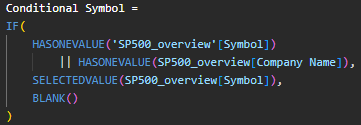 Conditional Symbol =
IF(
    HASONEVALUE('SP500_overview'[Symbol])
        || HASONEVALUE(SP500_overview[Company Name]),
    SELECTEDVALUE(SP500_overview[Symbol]),
    BLANK()
)